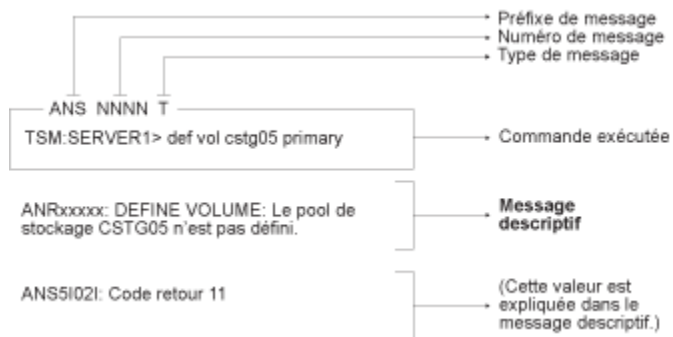 Préfixe de message
Numéro de message
Type de message
ANS NNNN T
TSM:SERVER1> def vol cstg05 primary
Commande exécutée
ANRxxxxx: DEFINE VOLUME: Le pool de
stockage CSTG05 n'est pas défini.
Message
descriptif
ANS5I02I: Code retour 11
(Cette valeur est
expliquée dans le
message descriptif.)